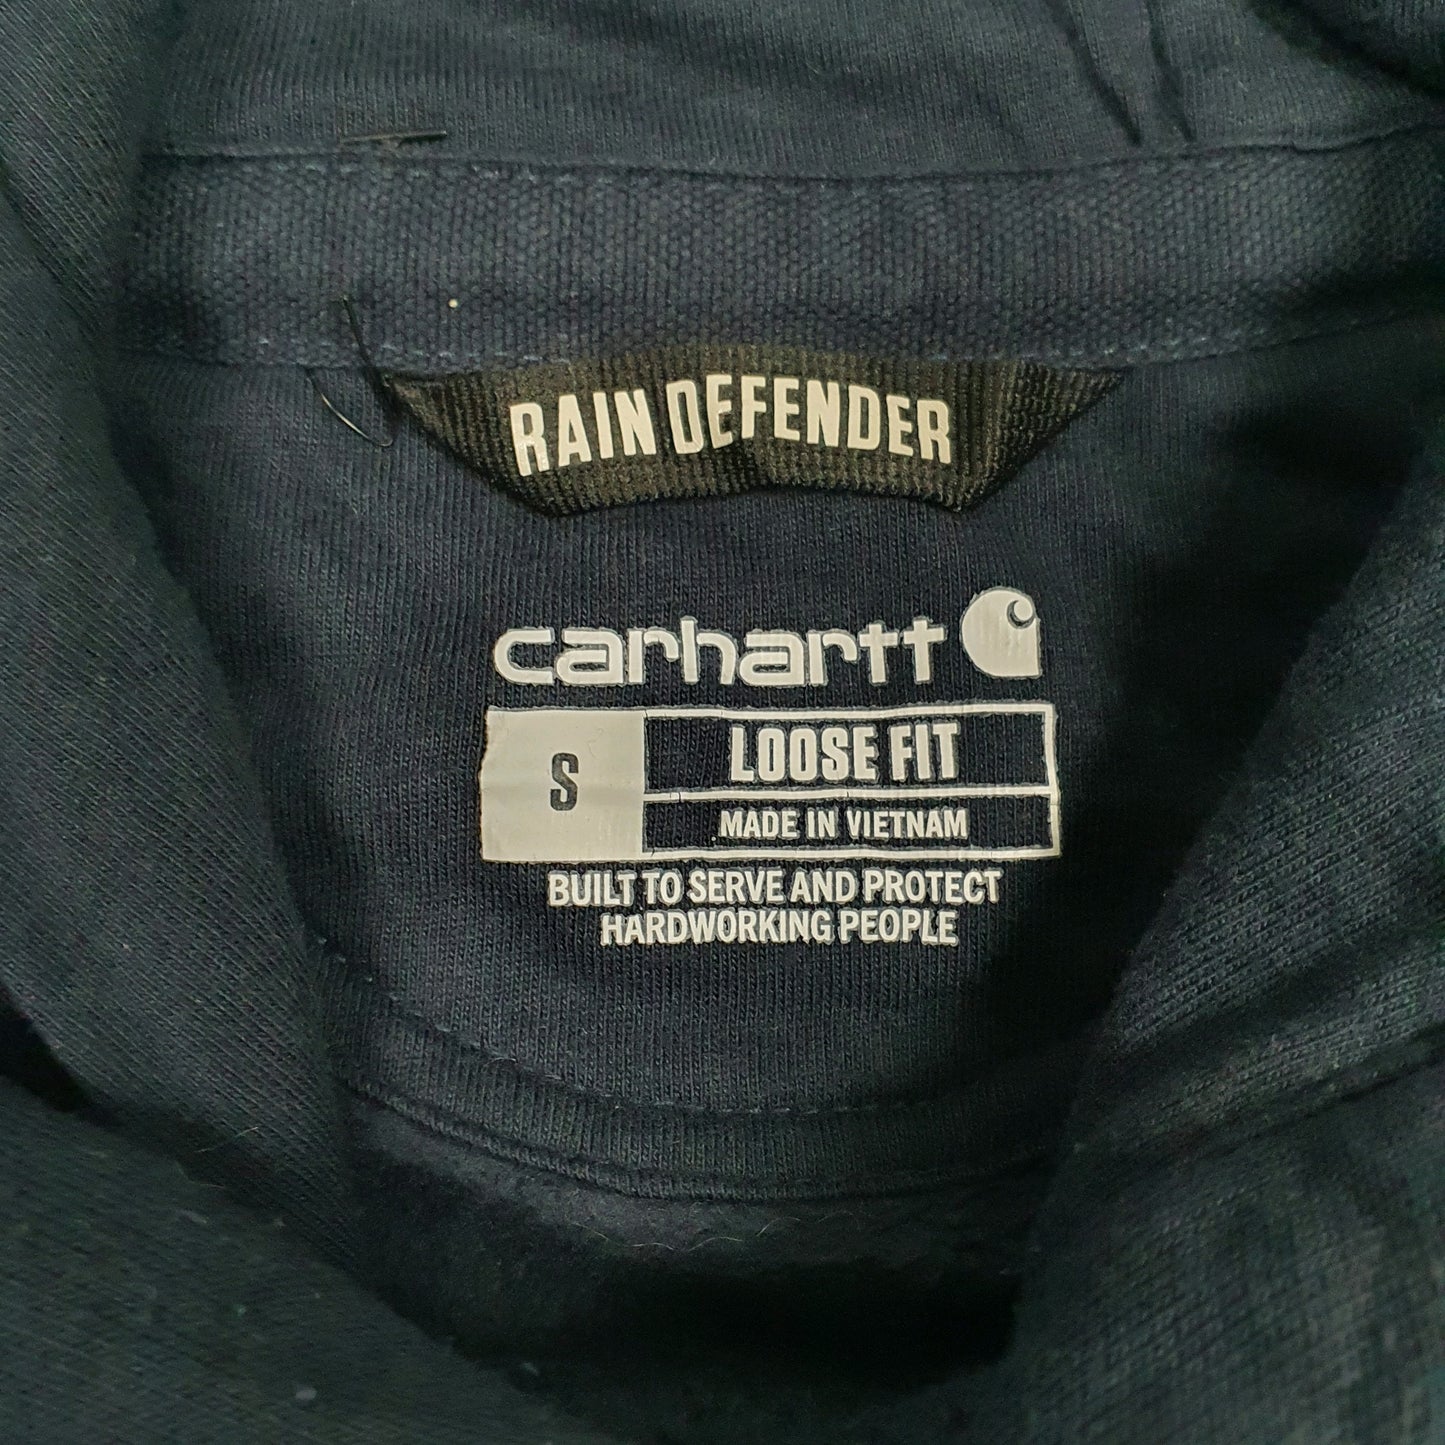 RAIN DEFENDER
carhartt
S
LOOSE FIT
MADE IN VIETNAM
BUILT TO SERVE AND PROTECT
HARDWORKING PEOPLE